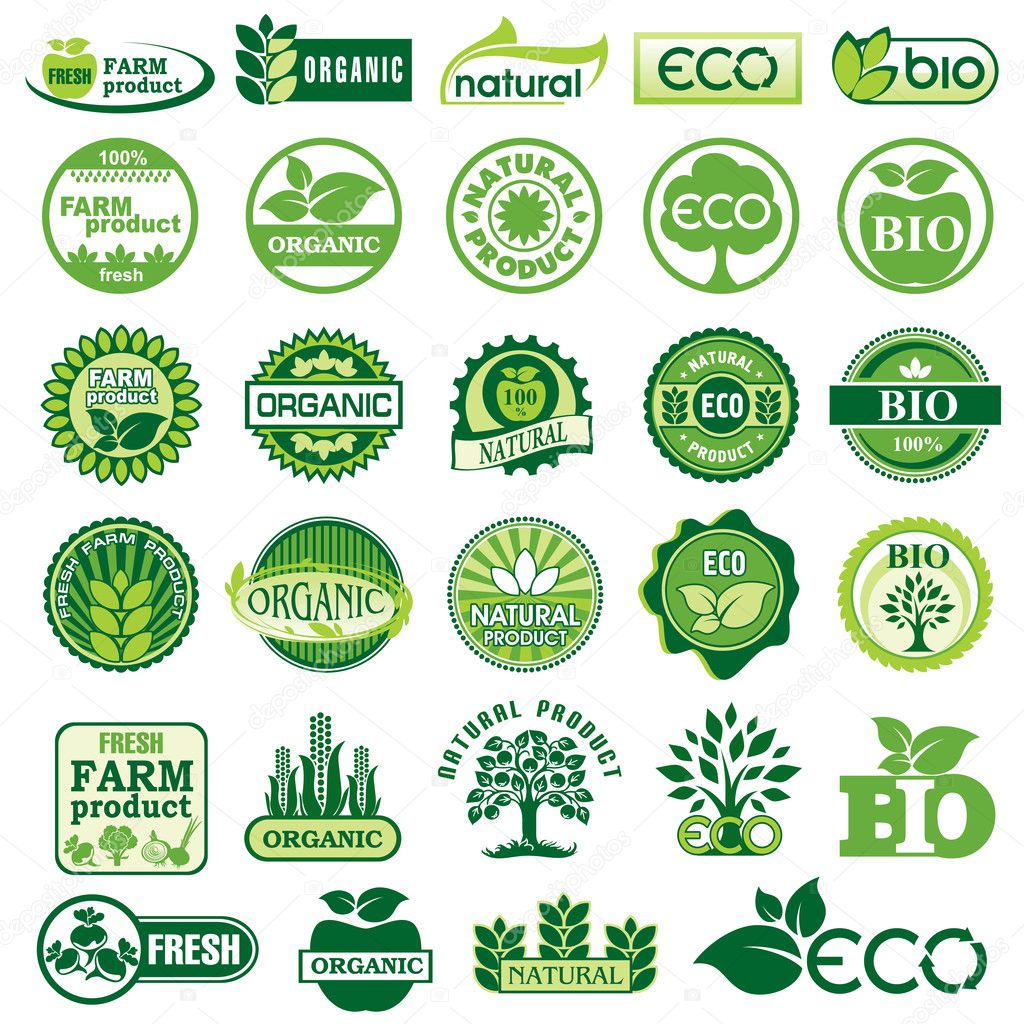 FRESH
FARM
product
ORGANIC
natural
ECO
bio
100%
FARM
product
fresh
ORGANIC
NATURAL
PRODUCT
ECO
BIO
FARM
product
ORGANIC
100
%
NATURAL
NATURAL
ECO
PRODUCT
BIO
100%
FRESH FARM PRODUCT
ORGANIC
NATURAL
PRODUCT
ECO
BIO
FRESH
FARM
product
ORGANIC
NATURAL PRODUCT
ECO
BIO
FRESH
ORGANIC
NATURAL
ECO
depositphotos